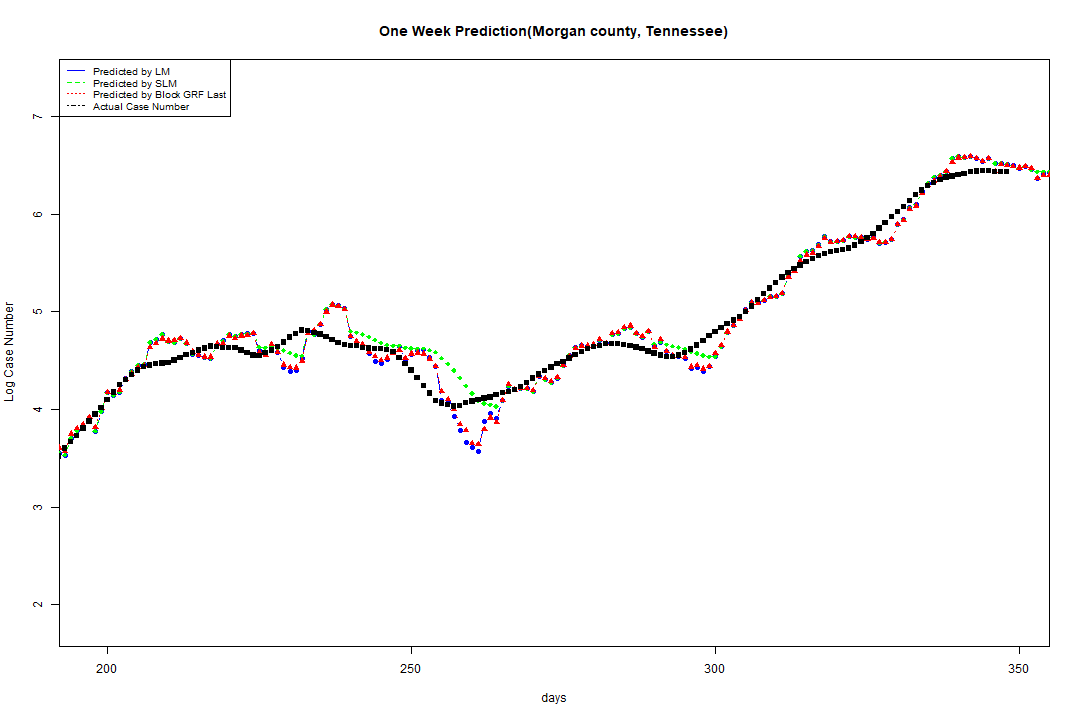 One Week Prediction(Morgan county, Tennessee)
Predicted by LM
Predicted by SLM
Predicted by Block GRF Last
Actual Case Number
7
6
5
4
3
2
Log Case Number
200 250 300 350
days